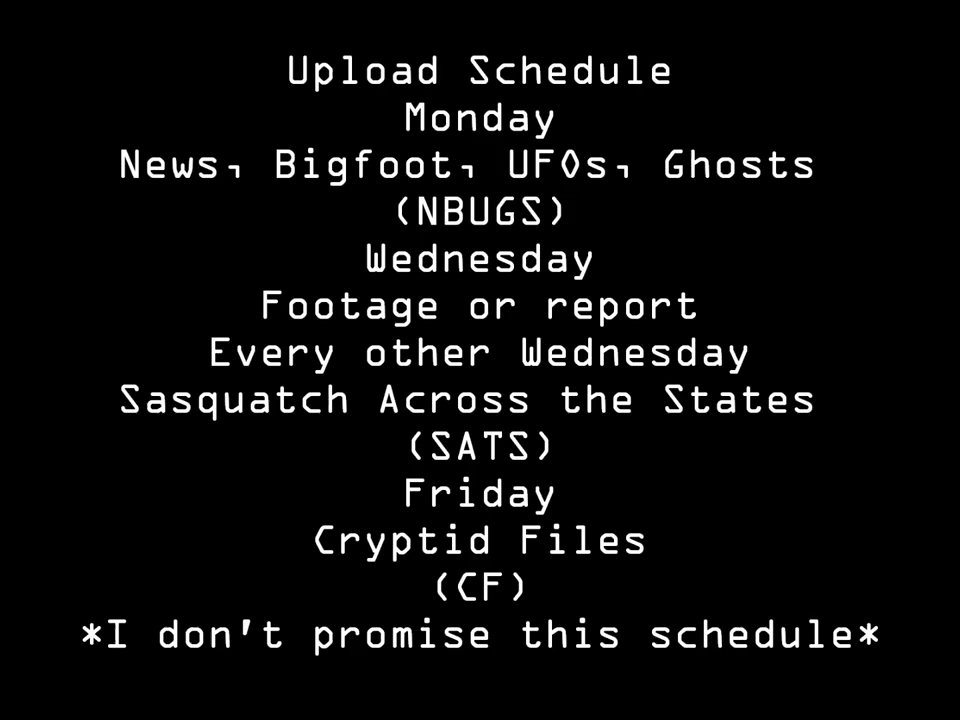 Upload Schedule
Monday
News, Bigfoot, UFOs, Ghosts
(NBUGS)
Wednesday
Footage or report
Every other Wednesday
Sasquatch Across the States
(SATS)
Friday
Cryptid Files
(CF)
*I don't promise this schedule*